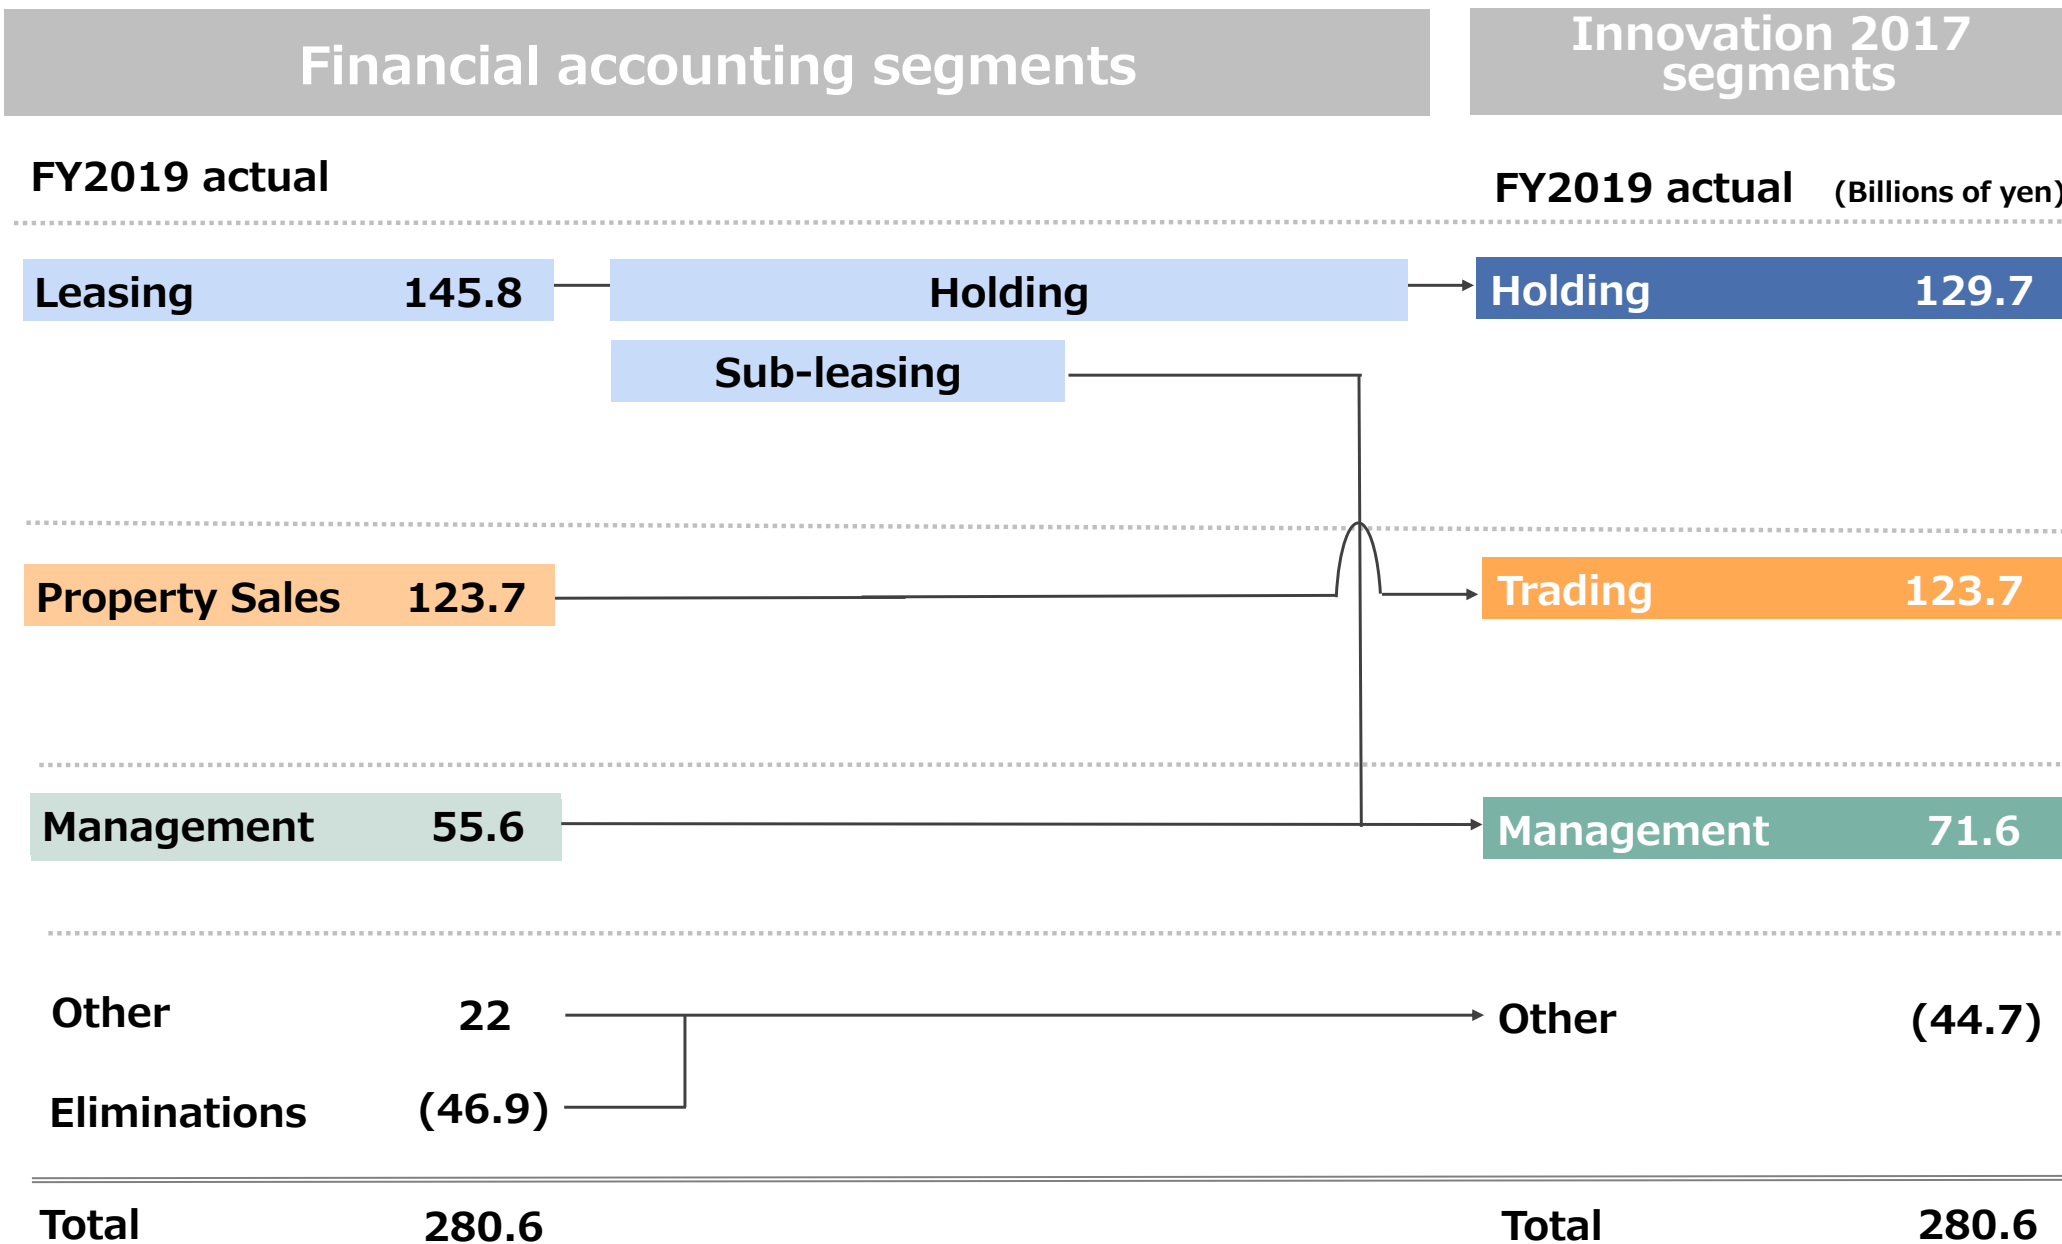 Financial accounting segments
Innovation 2017
segments
FY2019 actual
FY2019 actual (Billions of yen)
Leasing 145.8 Holding Holding 129.7
Sub-leasing
Property Sales 123.7 Trading 123.7
Management 55.6 Management 71.6
Other 22 Other (44.7)
Eliminations (46.9)
Total 280.6 Total 280.6